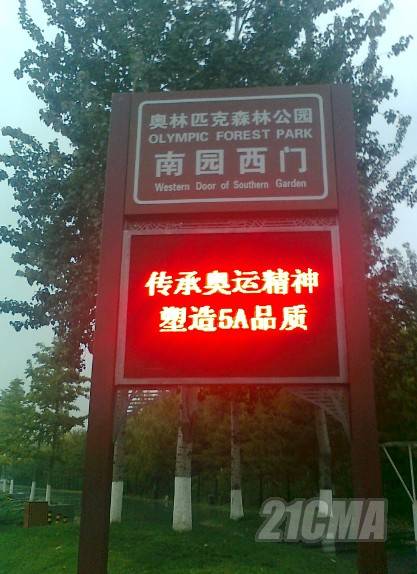 奥林匹克森林公园
OLYMPIC FOREST PARK
南园西门
Western Door of Southern Garden
传承奥运精神
塑造5A品质
21CMA